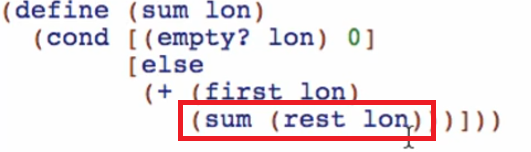 (define (sum lon)
  (cond [(empty? lon) 0]
        [else
         (+ (first lon)
            (sum (rest lon)))]))